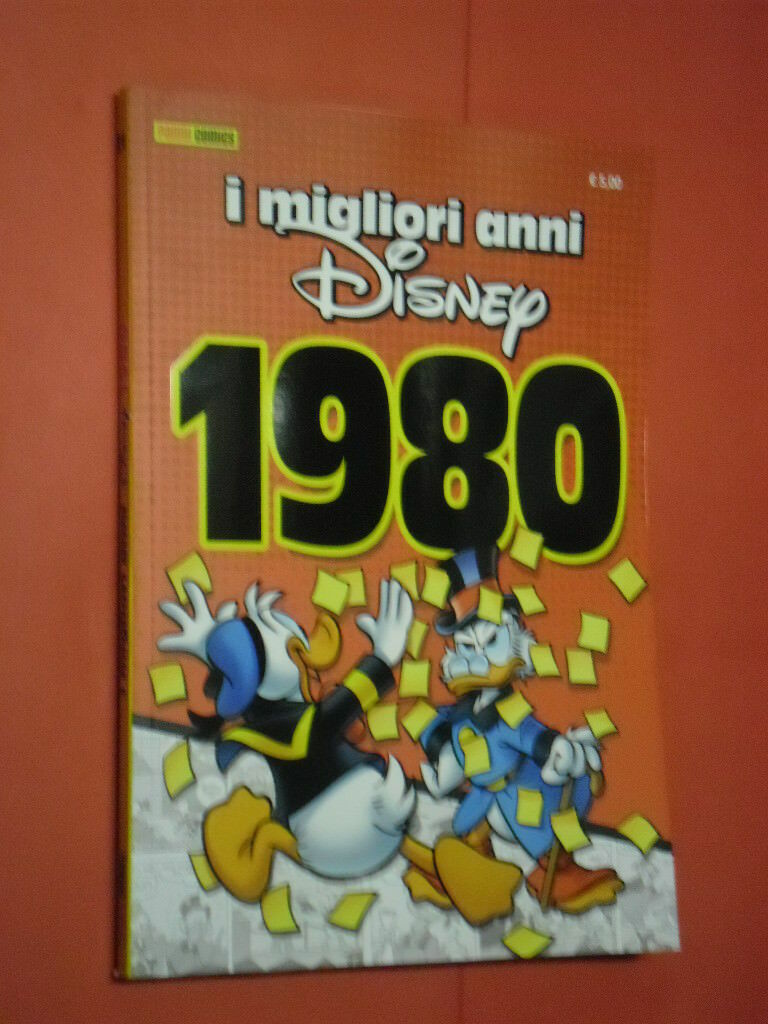 PANINI COMICS
€ 5,00
i migliori anni
Disney
1980